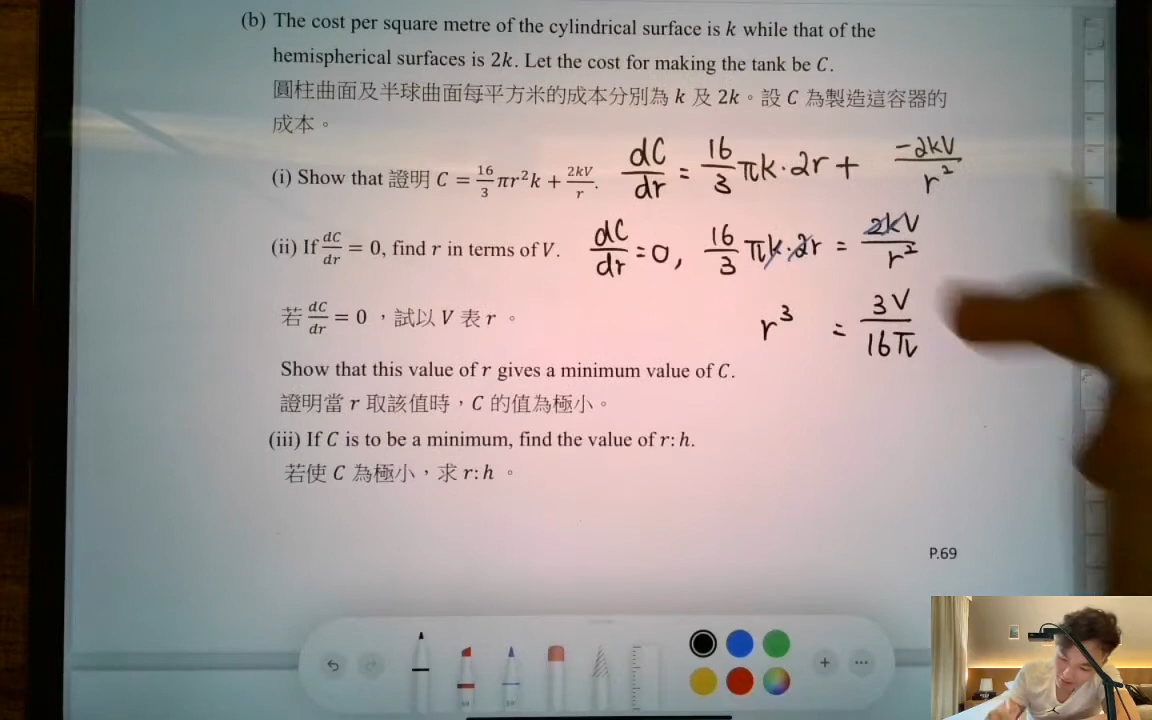 (b) The cost per square metre of the cylindrical surface is k while that of the
hemispherical surfaces is 2k. Let the cost for making the tank be C.
圓柱曲面及半球曲面每平方米的成本分別為 k 及 2k。設 C 為製造這容器的
成本。
(i) Show that 證明 C = 16/3 πr²k + 2kV/r.
dC/dr = 16/3 πk·2r + -2kV/r²
(ii) If dC/dr = 0, find r in terms of V.
dC/dr = 0, 16/3 πk·2r = 2kV/r²
若 dC/dr = 0 ,試以 V 表 r 。
r³ = 3V/16π
Show that this value of r gives a minimum value of C.
證明當 r 取該值時,C 的值為極小。
(iii) If C is to be a minimum, find the value of r: h.
若使 C 為極小,求 r: h 。
P.69